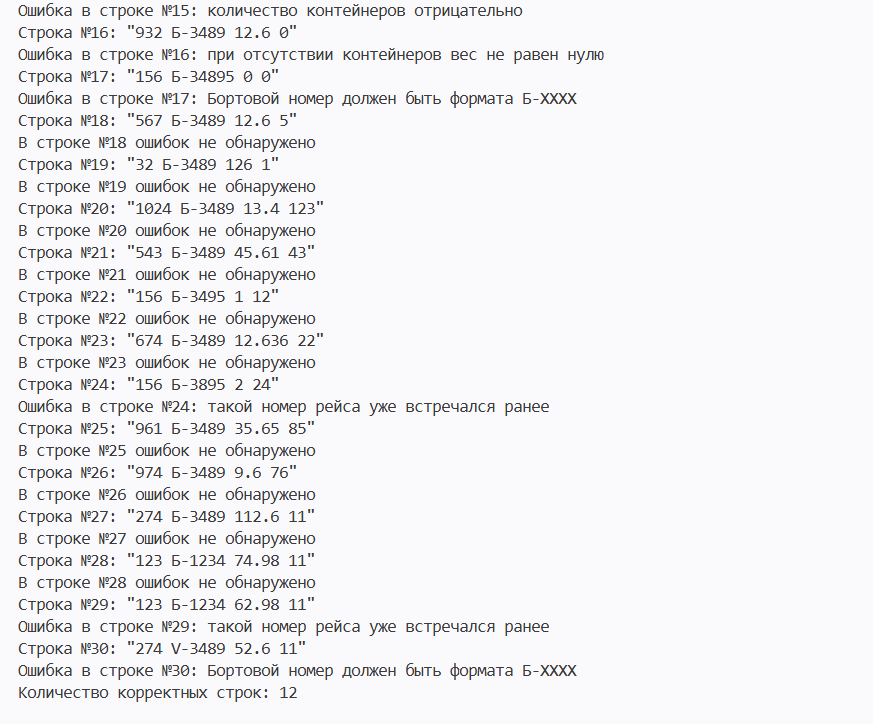 Ошибка в строке №15: количество контейнеров отрицательно
Строка №16: "932 Б-3489 12.6 0"
Ошибка в строке №16: при отсутствии контейнеров вес не равен нулю
Строка №17: "156 Б-34895 0 0"
Ошибка в строке №17: Бортовой номер должен быть формата Б-XXXX
Строка №18: "567 Б-3489 12.6 5"
В строке №18 ошибок не обнаружено
Строка №19: "32 Б-3489 126 1"
В строке №19 ошибок не обнаружено
Строка №20: "1024 Б-3489 13.4 123"
В строке №20 ошибок не обнаружено
Строка №21: "543 Б-3489 45.61 43"
В строке №21 ошибок не обнаружено
Строка №22: "156 Б-3495 1 12"
В строке №22 ошибок не обнаружено
Строка №23: "674 Б-3489 12.636 22"
В строке №23 ошибок не обнаружено
Строка №24: "156 Б-3895 2 24"
Ошибка в строке №24: такой номер рейса уже встречался ранее
Строка №25: "961 Б-3489 35.65 85"
В строке №25 ошибок не обнаружено
Строка №26: "974 Б-3489 9.6 76"
В строке №26 ошибок не обнаружено
Строка №27: "274 Б-3489 112.6 11"
В строке №27 ошибок не обнаружено
Строка №28: "123 Б-1234 74.98 11"
В строке №28 ошибок не обнаружено
Строка №29: "123 Б-1234 62.98 11"
Ошибка в строке №29: такой номер рейса уже встречался ранее
Строка №30: "274 V-3489 52.6 11"
Ошибка в строке №30: Бортовой номер должен быть формата Б-XXXX
Количество корректных строк: 12